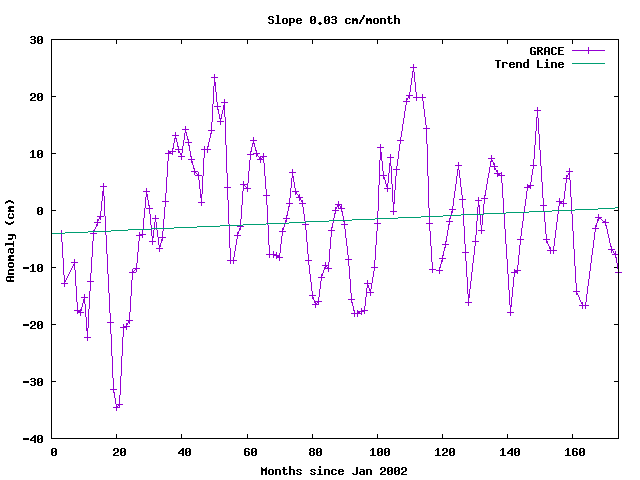 Slope 0.03 cm/month
GRACE
Trend Line
30
20
10
0
-10
-20
-30
-40
Anomaly (cm)
0 20 40 60 80 100 120 140 160
Months since Jan 2002